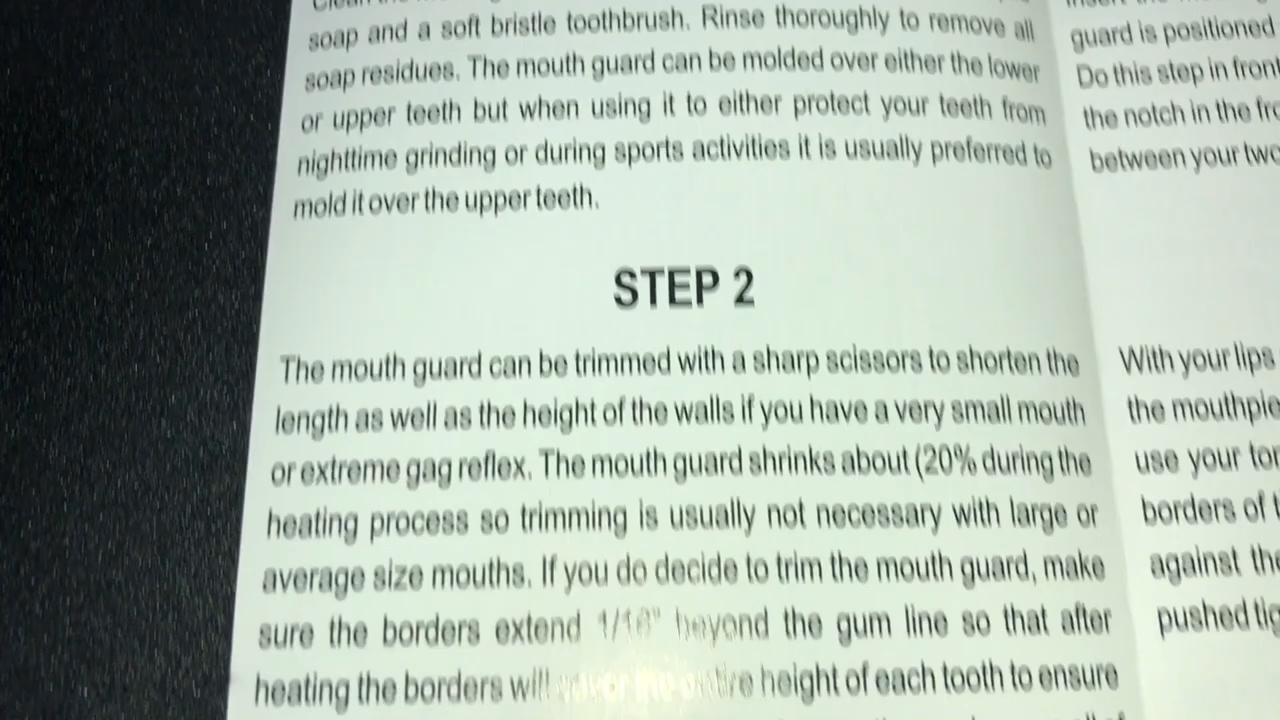 soap and a soft bristle toothbrush. Rinse thoroughly to remove all
soap residues. The mouth guard can be molded over either the lower
or upper teeth but when using it to either protect your teeth from
nighttime grinding or during sports activities it is usually preferred to
mold it over the upper teeth.
STEP 2
The mouth guard can be trimmed with a sharp scissors to shorten the
length as well as the height of the walls if you have a very small mouth
or extreme gag reflex. The mouth guard shrinks about (20% during the
heating process so trimming is usually not necessary with large or
average size mouths. If you do decide to trim the mouth guard, make
sure the borders extend 1/16" beyond the gum line so that after
heating the borders will cover the entire height of each tooth to ensure
guard is positioned
Do this step in front
the notch in the
between your
With your lips
the
use your
borders of
against
pushed